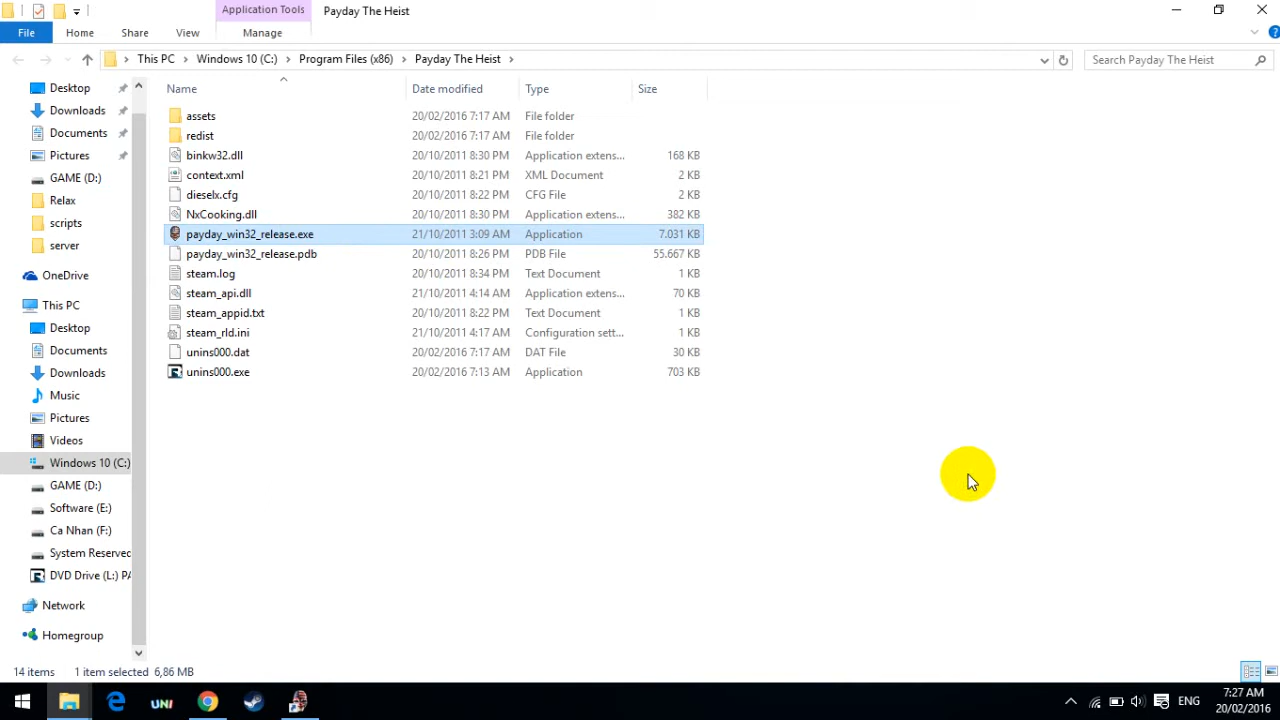 Application Tools
Payday The Heist
File
Home
Share
View
Manage
This PC
Windows 10 (C:)
Program Files (x86)
Payday The Heist
Search Payday The Heist
Name
Date modified
Type
Size
Desktop
Downloads
Documents
Pictures
GAME (D:)
Relax
scripts
server
OneDrive
This PC
Desktop
Documents
Downloads
Music
Pictures
Videos
Windows 10 (C:)
GAME (D:)
Software (E:)
Ca Nhan (F:)
System Reserved
DVD Drive (L:) PA
Network
Homegroup
assets 20/02/2016 7:17 AM File folder
redist 20/02/2016 7:17 AM File folder
binkw32.dll 20/10/2011 8:30 PM Application extens... 168 KB
context.xml 20/10/2011 8:21 PM XML Document 2 KB
dieselx.cfg 20/10/2011 8:22 PM CFG File 2 KB
NxCooking.dll 20/10/2011 8:30 PM Application extens... 382 KB
payday_win32_release.exe 21/10/2011 3:09 AM Application 7.031 KB
payday_win32_release.pdb 20/10/2011 8:26 PM PDB File 55.667 KB
steam.log 20/10/2011 8:34 PM Text Document 1 KB
steam_api.dll 21/10/2011 4:14 AM Application extens... 70 KB
steam_appid.txt 20/10/2011 8:22 PM Text Document 1 KB
steam_rld.ini 21/10/2011 4:17 AM Configuration sett... 1 KB
unins000.dat 20/02/2016 7:17 AM DAT File 30 KB
unins000.exe 20/02/2016 7:13 AM Application 703 KB
14 items 1 item selected 6,86 MB
UNI
ENG
7:27 AM
20/02/2016